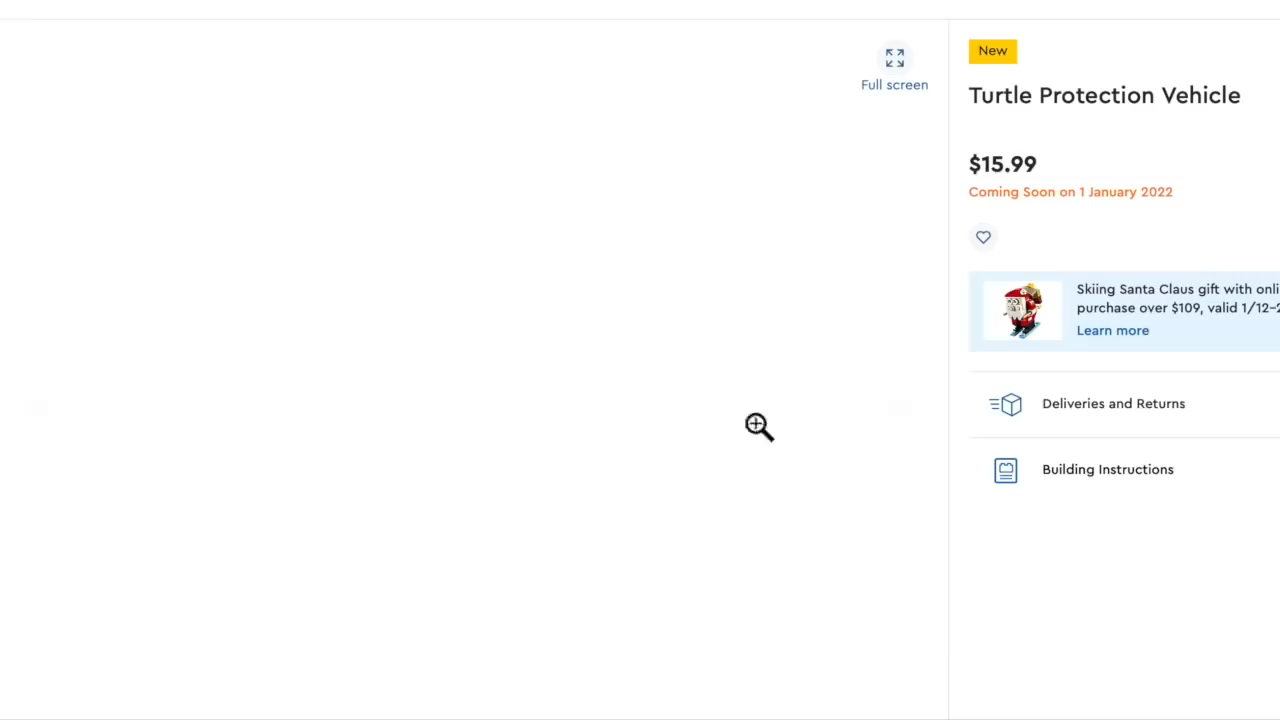 Full screen
New
Turtle Protection Vehicle
$15.99
Coming Soon on 1 January 2022
Skiing Santa Claus gift with onli
purchase over $109, valid 1/12-2
Learn more
Deliveries and Returns
Building Instructions